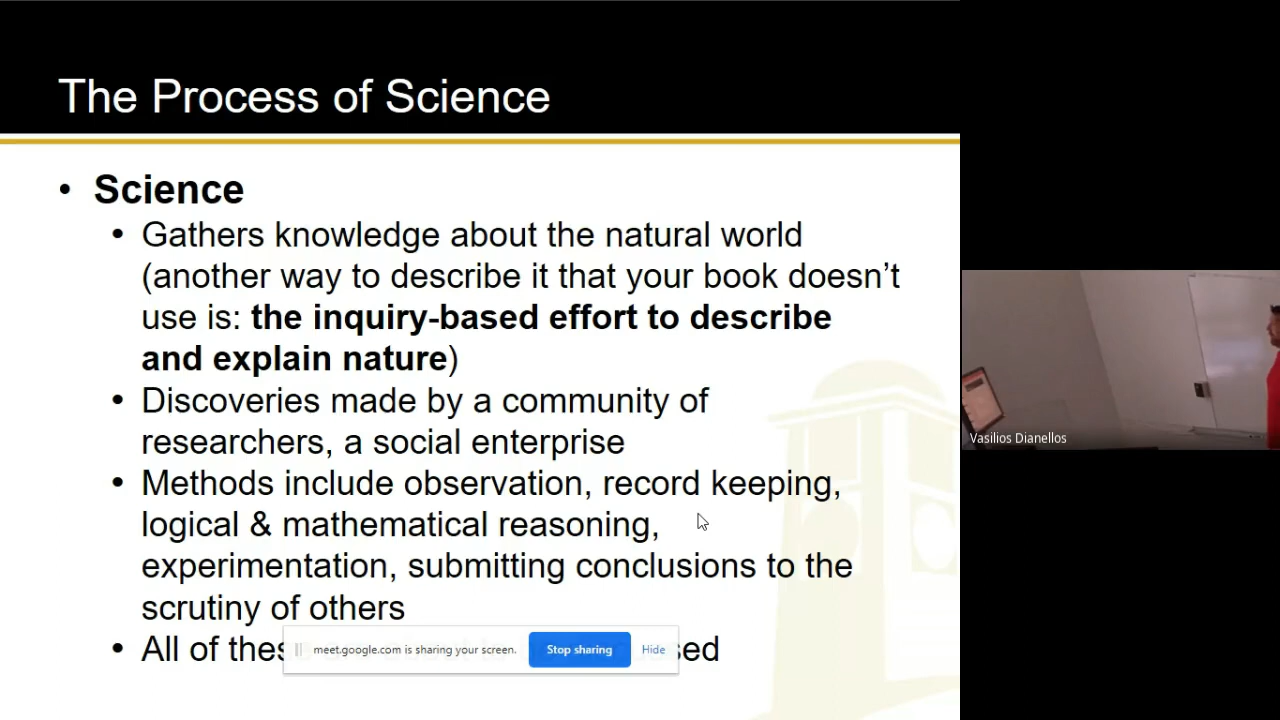 The Process of Science
• Science
• Gathers knowledge about the natural world
(another way to describe it that your book doesn’t
use is: the inquiry-based effort to describe
and explain nature)
• Discoveries made by a community of
researchers, a social enterprise
• Methods include observation, record keeping,
logical & mathematical reasoning,
experimentation, submitting conclusions to the
scrutiny of others
• All of
meet.google.com is sharing your screen.
Stop sharing
Hide
Vasilios Dianellos